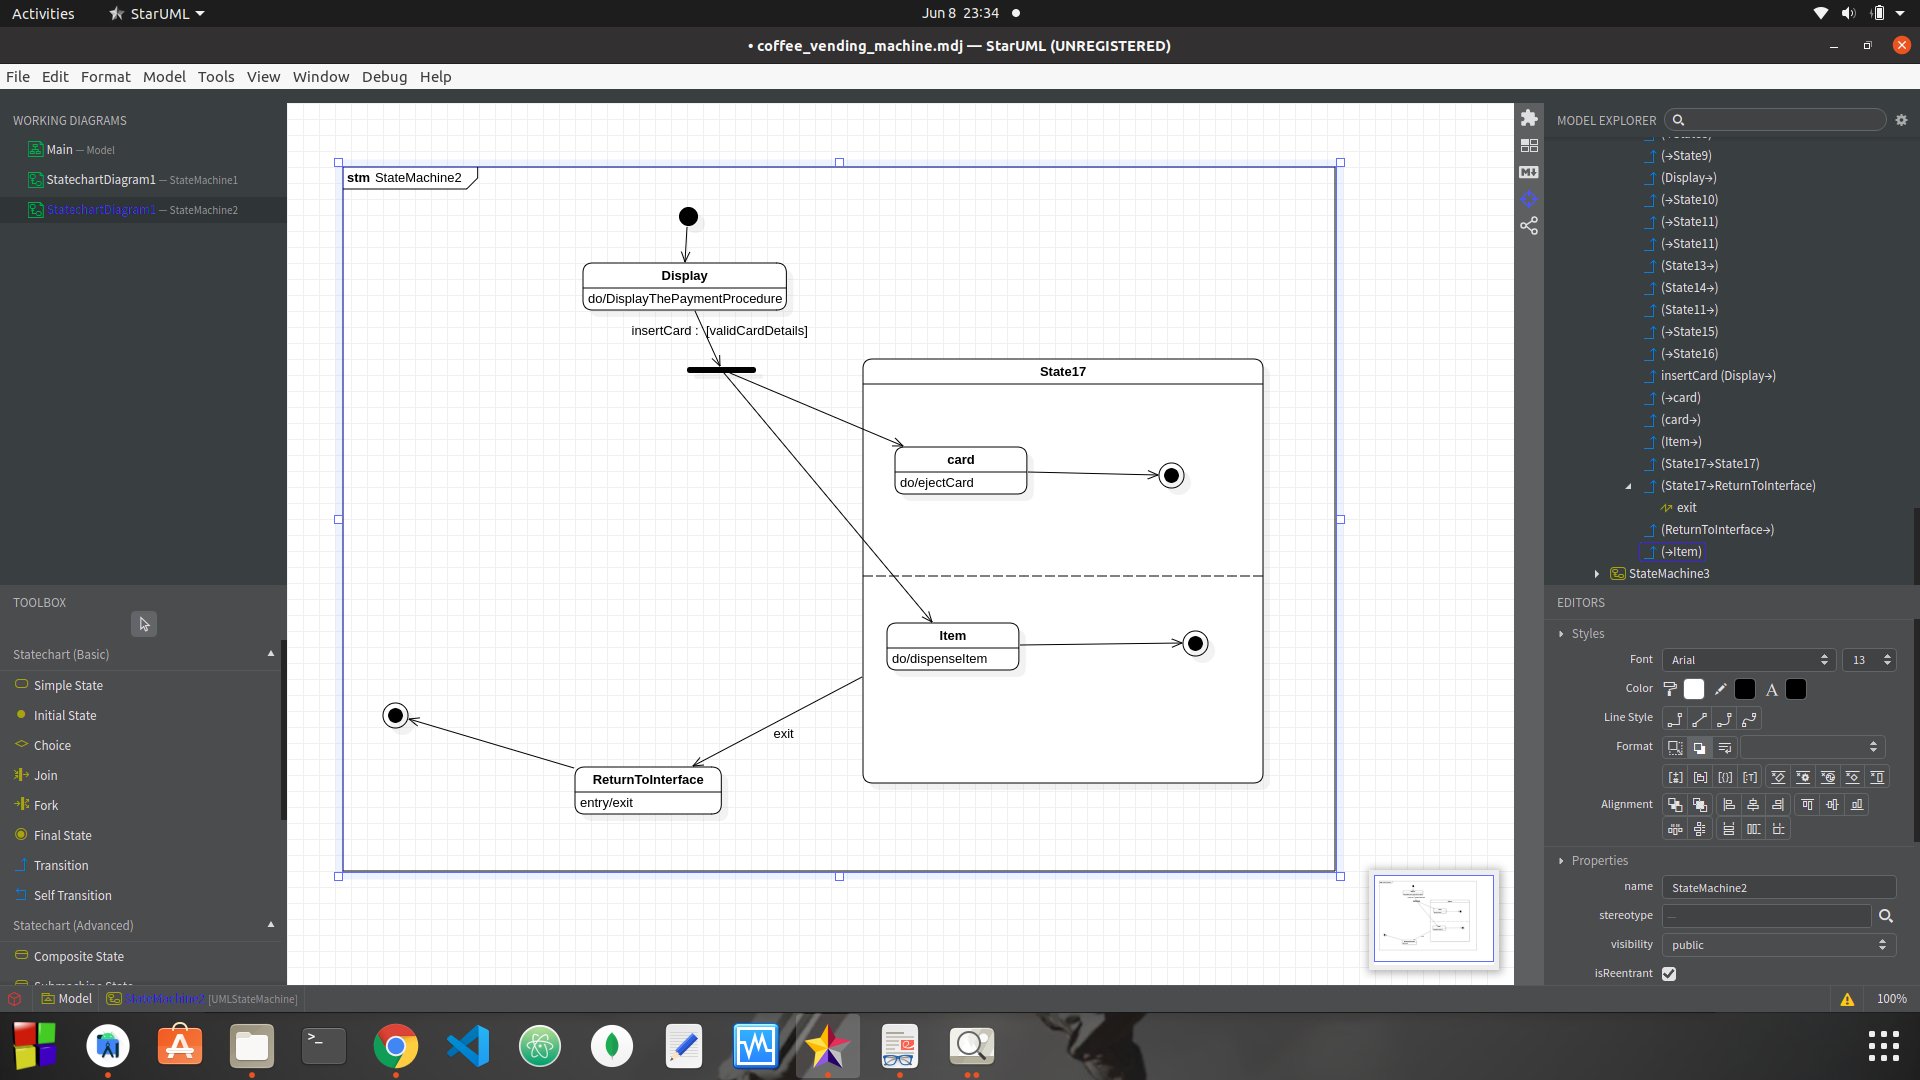 Activities
StarUML
Jun 8 23:34
• coffee_vending_machine.mdj — StarUML (UNREGISTERED)
File Edit Format Model Tools View Window Debug Help
WORKING DIAGRAMS
Main — Model
StatechartDiagram1 — StateMachine1
StatechartDiagram1 — StateMachine2
TOOLBOX
Statechart (Basic)
Simple State
Initial State
Choice
Join
Fork
Final State
Transition
Self Transition
Statechart (Advanced)
Composite State
Submachine State
stm StateMachine2
Display
do/DisplayThePaymentProcedure
insertCard : [validCardDetails]
State17
card
do/ejectCard
Item
do/dispenseItem
exit
ReturnToInterface
entry/exit
MODEL EXPLORER
(→State9)
(Display→)
(→State10)
(→State11)
(→State11)
(State13→)
(State14→)
(State11→)
(→State15)
(→State16)
insertCard (Display→)
(→card)
(card→)
(Item→)
(State17→State17)
(State17→ReturnToInterface)
exit
(ReturnToInterface→)
(→Item)
StateMachine3
EDITORS
Styles
Font Arial 13
Color A
Line Style
Format
Alignment
Properties
name StateMachine2
stereotype —
visibility public
isReentrant
Model
StateMachine2 [UMLStateMachine]
100%